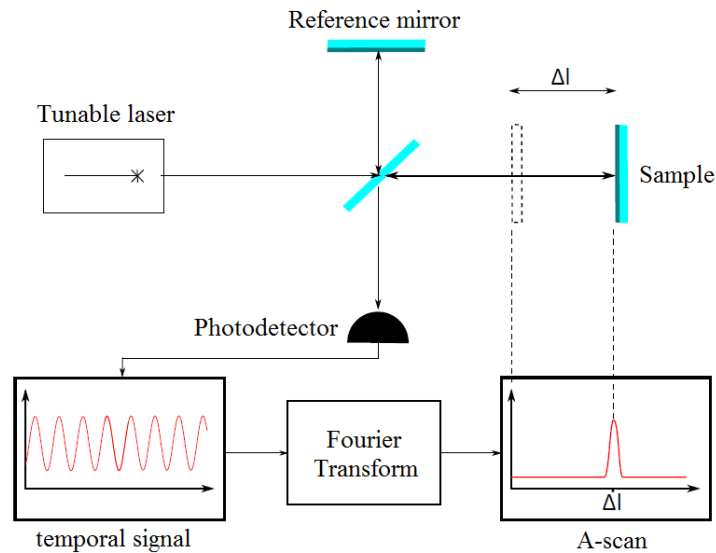 Reference mirror
Δl
Tunable laser
Sample
Photodetector
Fourier
Transform
Δl
temporal signal
A-scan